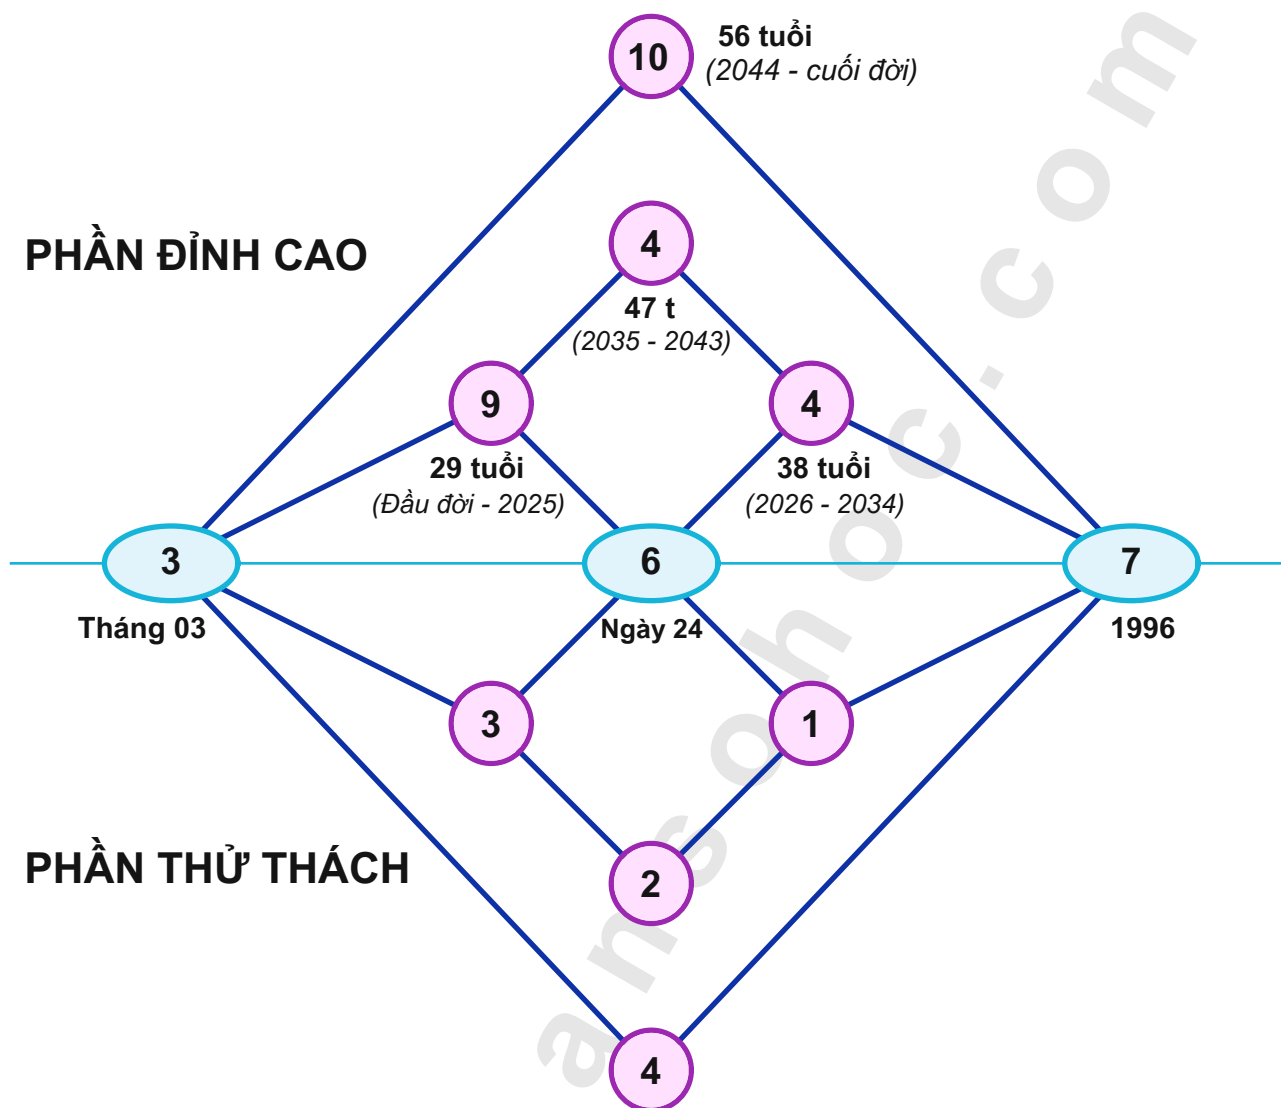 10
56 tuổi
(2044 - cuối đời)
PHẦN ĐỈNH CAO
4
47 t
(2035 - 2043)
9
4
29 tuổi
(Đầu đời - 2025)
38 tuổi
(2026 - 2034)
3
6
7
Tháng 03
Ngày 24
1996
3
1
PHẦN THỬ THÁCH
2
4
ansohoc.com